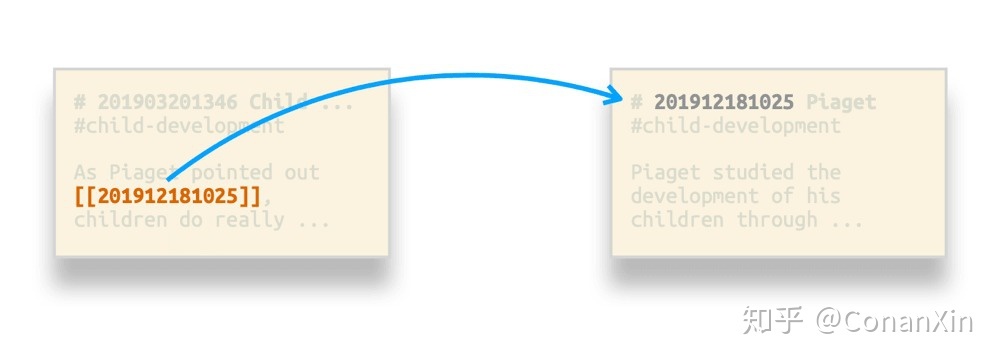 # 201903201346 Child ...
#child-development
As Piaget pointed out
[[201912181025]],
children do really ...
# 201912181025 Piaget
#child-development
Piaget studied the
development of his
children through ...
知乎 @ConanXin